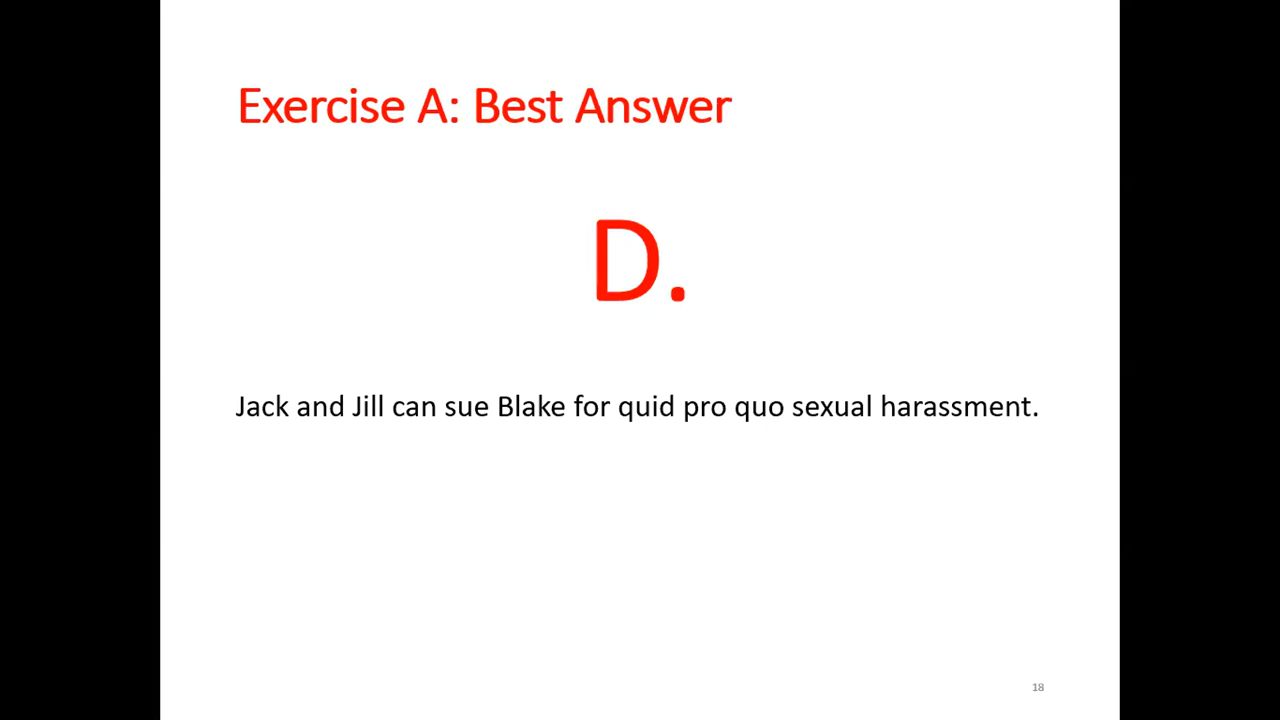 Exercise A: Best Answer
D.
Jack and Jill can sue Blake for quid pro quo sexual harassment.
18